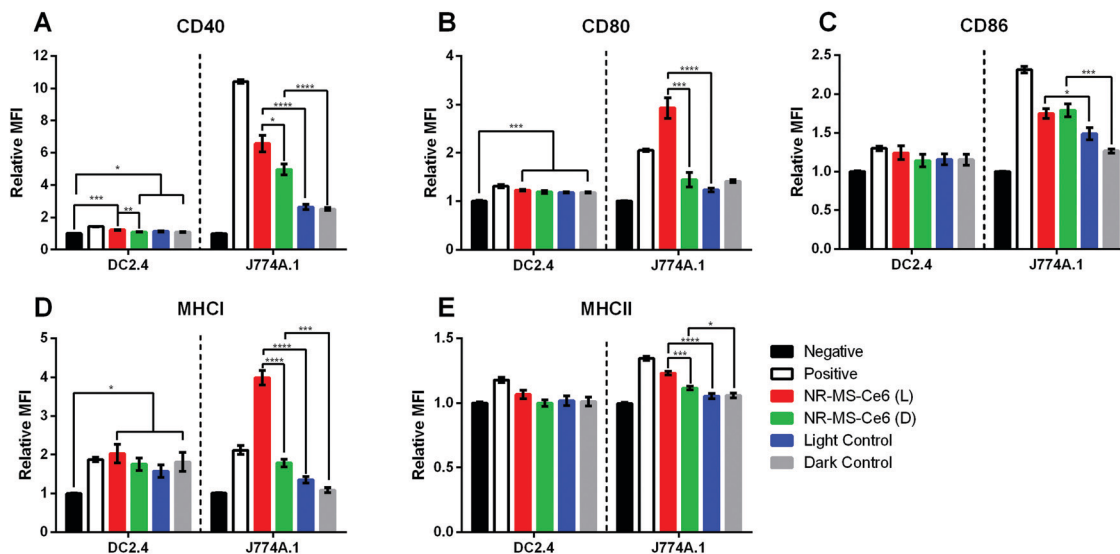 A
CD40
Relative MFI
12
10
8
6
4
2
0
*
***
**
****
****
*
DC2.4
J774A.1
B
CD80
Relative MFI
4
3
2
1
0
***
****
***
DC2.4
J774A.1
C
CD86
Relative MFI
2.5
2.0
1.5
1.0
0.5
0.0
***
*
DC2.4
J774A.1
D
MHCI
Relative MFI
5
4
3
2
1
0
*
***
****
****
DC2.4
J774A.1
E
MHCII
Relative MFI
1.5
1.0
0.5
0.0
*
****
***
DC2.4
J774A.1
Negative
Positive
NR-MS-Ce6 (L)
NR-MS-Ce6 (D)
Light Control
Dark Control